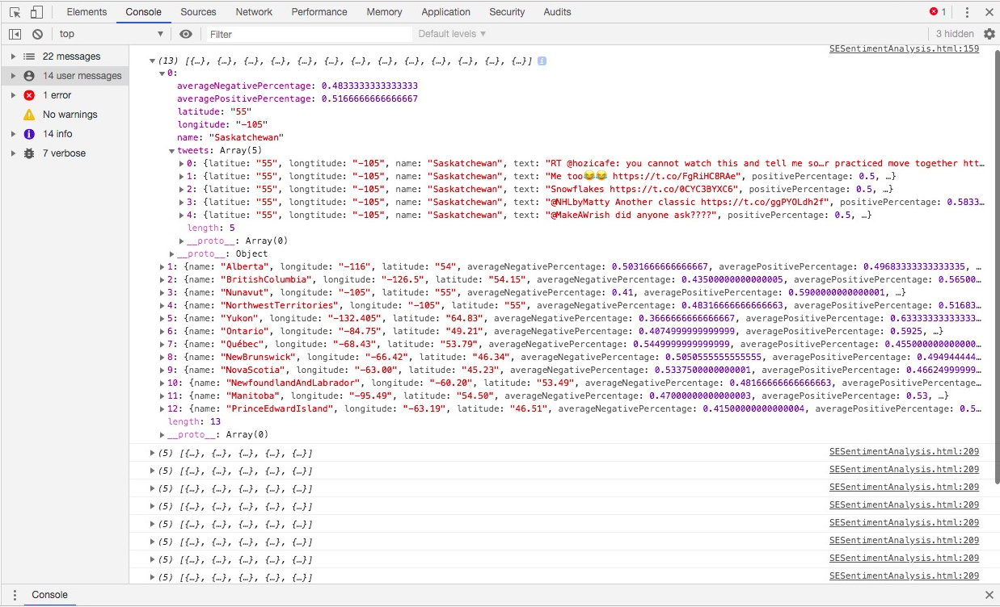 Elements Console Sources Network Performance Memory Application Security Audits 1
top Filter Default levels 3 hidden
22 messages
14 user messages
1 error
No warnings
14 info
7 verbose
SESentimentAnalysis.html:159
(13) [{…}, {…}, {…}, {…}, {…}, {…}, {…}, {…}, {…}, {…}, {…}, {…}, {…}]
0:
averageNegativePercentage: 0.4833333333333333
averagePositivePercentage: 0.5166666666666667
latitude: "55"
longitude: "-105"
name: "Saskatchewan"
tweets: Array(5)
0: {latitue: "55", longtitude: "-105", name: "Saskatchewan", text: "RT @hozicafe: you cannot watch this and tell me so…r practiced move together htt…
1: {latitue: "55", longtitude: "-105", name: "Saskatchewan", text: "Me too😂😂 https://t.co/FgRiHC8RAe", positivePercentage: 0.5, …}
2: {latitue: "55", longtitude: "-105", name: "Saskatchewan", text: "Snowflakes https://t.co/0CYC3BYXC6", positivePercentage: 0.5, …}
3: {latitue: "55", longtitude: "-105", name: "Saskatchewan", text: "@NHLbyMatty Another classic https://t.co/ggPYOLdh2f", positivePercentage: 0.5833…
4: {latitue: "55", longtitude: "-105", name: "Saskatchewan", text: "@MakeAWrish did anyone ask????", positivePercentage: 0.5, …}
length: 5
__proto__: Array(0)
__proto__: Object
1: {name: "Alberta", longitude: "-116", latitude: "54", averageNegativePercentage: 0.5031666666666667, averagePositivePercentage: 0.49683333333333335, …
2: {name: "BritishColumbia", longitude: "-126.5", latitude: "54.15", averageNegativePercentage: 0.43500000000000005, averagePositivePercentage: 0.56500…
3: {name: "Nunavut", longitude: "-105", latitude: "55", averageNegativePercentage: 0.41, averagePositivePercentage: 0.5900000000000001, …}
4: {name: "NorthwestTerritories", longitude: "-105", latitude: "55", averageNegativePercentage: 0.48316666666666663, averagePositivePercentage: 0.51683…
5: {name: "Yukon", longitude: "-132.405", latitude: "64.83", averageNegativePercentage: 0.3666666666666667, averagePositivePercentage: 0.63333333333333…
6: {name: "Ontario", longitude: "-84.75", latitude: "49.21", averageNegativePercentage: 0.4074999999999999, averagePositivePercentage: 0.5925, …}
7: {name: "Québec", longitude: "-68.43", latitude: "53.79", averageNegativePercentage: 0.5449999999999999, averagePositivePercentage: 0.455000000000000…
8: {name: "NewBrunswick", longitude: "-66.42", latitude: "46.34", averageNegativePercentage: 0.5050555555555555, averagePositivePercentage: 0.494944444…
9: {name: "NovaScotia", longitude: "-63.00", latitude: "45.23", averageNegativePercentage: 0.5337500000000001, averagePositivePercentage: 0.46624999999…
10: {name: "NewfoundlandAndLabrador", longitude: "-60.20", latitude: "53.49", averageNegativePercentage: 0.48166666666666663, averagePositivePercentage: 0…
11: {name: "Manitoba", longitude: "-95.49", latitude: "54.50", averageNegativePercentage: 0.47000000000000003, averagePositivePercentage: 0.53, …}
12: {name: "PrinceEdwardIsland", longitude: "-63.19", latitude: "46.51", averageNegativePercentage: 0.41500000000000004, averagePositivePercentage: 0.5…
length: 13
__proto__: Array(0)
(5) [{…}, {…}, {…}, {…}, {…}] SESentimentAnalysis.html:209
(5) [{…}, {…}, {…}, {…}, {…}] SESentimentAnalysis.html:209
(5) [{…}, {…}, {…}, {…}, {…}] SESentimentAnalysis.html:209
(5) [{…}, {…}, {…}, {…}, {…}] SESentimentAnalysis.html:209
(5) [{…}, {…}, {…}, {…}, {…}] SESentimentAnalysis.html:209
(5) [{…}, {…}, {…}, {…}, {…}] SESentimentAnalysis.html:209
(5) [{…}, {…}, {…}, {…}, {…}] SESentimentAnalysis.html:209
(5) [{…}, {…}, {…}, {…}, {…}] SESentimentAnalysis.html:209
Console